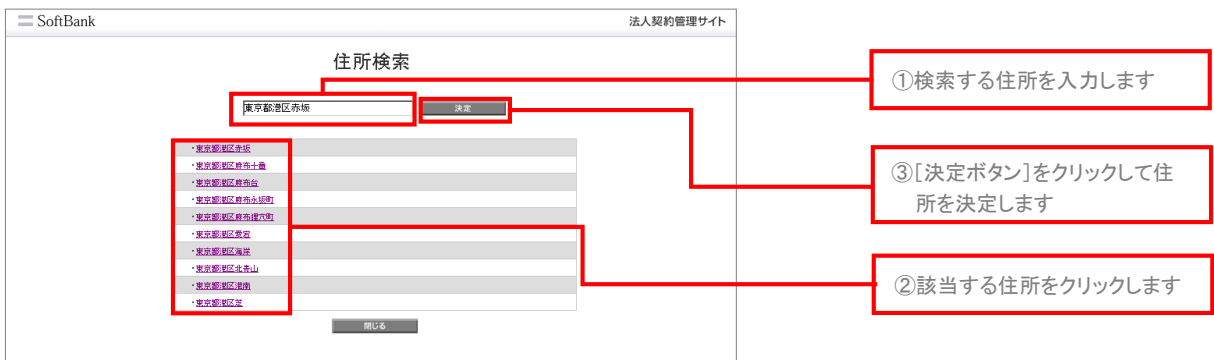 SoftBank
法人契約管理サイト
住所検索
①検索する住所を入力します
東京都港区赤坂
決定
・東京都港区赤坂
・東京都港区麻布十番
・東京都港区麻布台
・東京都港区麻布永坂町
・東京都港区麻布狸穴町
・東京都港区愛宕
・東京都港区海岸
・東京都港区北青山
・東京都港区港南
・東京都港区芝
③[決定ボタン]をクリックして住
所を決定します
②該当する住所をクリックします
閉じる